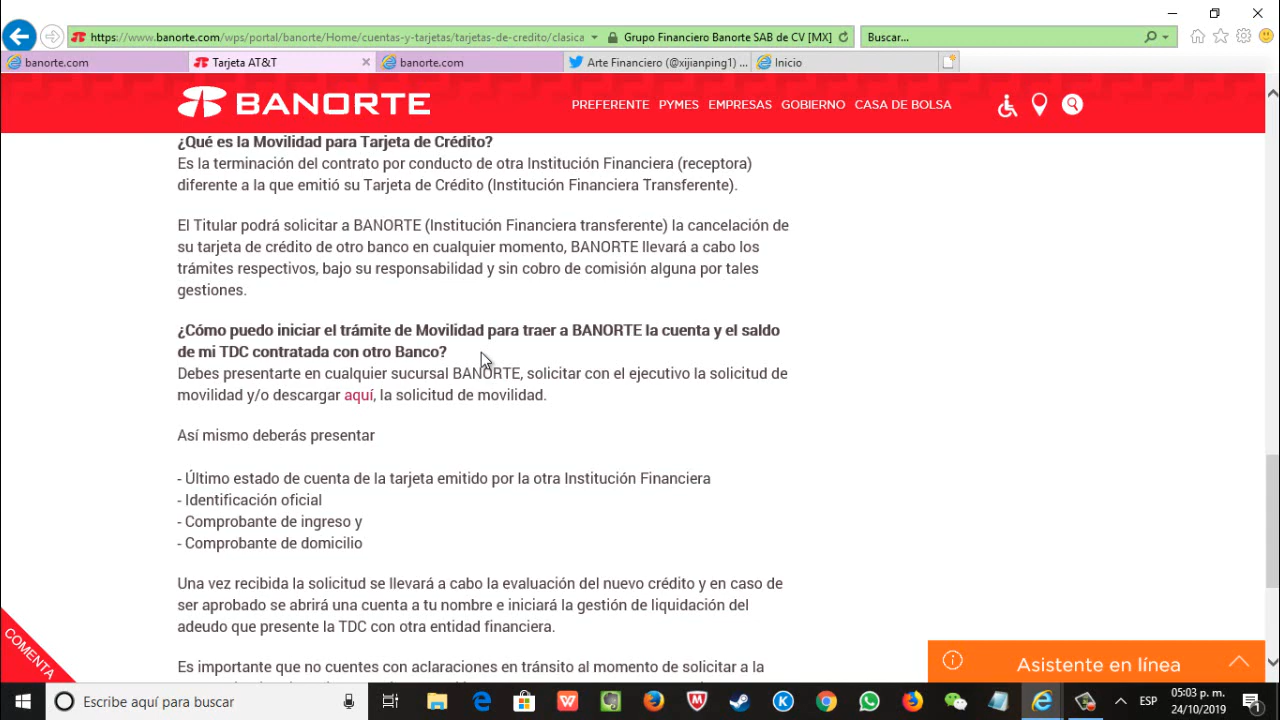 https://www.banorte.com/wps/portal/banorte/Home/cuentas-y-tarjetas/tarjetas-de-credito/clasica
Grupo Financiero Banorte SAB de CV [MX]
Buscar...
banorte.com
Tarjeta AT&T
banorte.com
Arte Financiero (@xijianping1) ...
Inicio
BANORTE
PREFERENTE PYMES EMPRESAS GOBIERNO CASA DE BOLSA
¿Qué es la Movilidad para Tarjeta de Crédito?
Es la terminación del contrato por conducto de otra Institución Financiera (receptora)
diferente a la que emitió su Tarjeta de Crédito (Institución Financiera Transferente).
El Titular podrá solicitar a BANORTE (Institución Financiera transferente) la cancelación de
su tarjeta de crédito de otro banco en cualquier momento, BANORTE llevará a cabo los
trámites respectivos, bajo su responsabilidad y sin cobro de comisión alguna por tales
gestiones.
¿Cómo puedo iniciar el trámite de Movilidad para traer a BANORTE la cuenta y el saldo
de mi TDC contratada con otro Banco?
Debes presentarte en cualquier sucursal BANORTE, solicitar con el ejecutivo la solicitud de
movilidad y/o descargar aquí, la solicitud de movilidad.
Así mismo deberás presentar
- Último estado de cuenta de la tarjeta emitido por la otra Institución Financiera
- Identificación oficial
- Comprobante de ingreso y
- Comprobante de domicilio
Una vez recibida la solicitud se llevará a cabo la evaluación del nuevo crédito y en caso de
ser aprobado se abrirá una cuenta a tu nombre e iniciará la gestión de liquidación del
adeudo que presente la TDC con otra entidad financiera.
Es importante que no cuentes con aclaraciones en tránsito al momento de solicitar a la
COMENTA
Asistente en línea
Escribe aquí para buscar
ESP
05:03 p. m.
24/10/2019
1